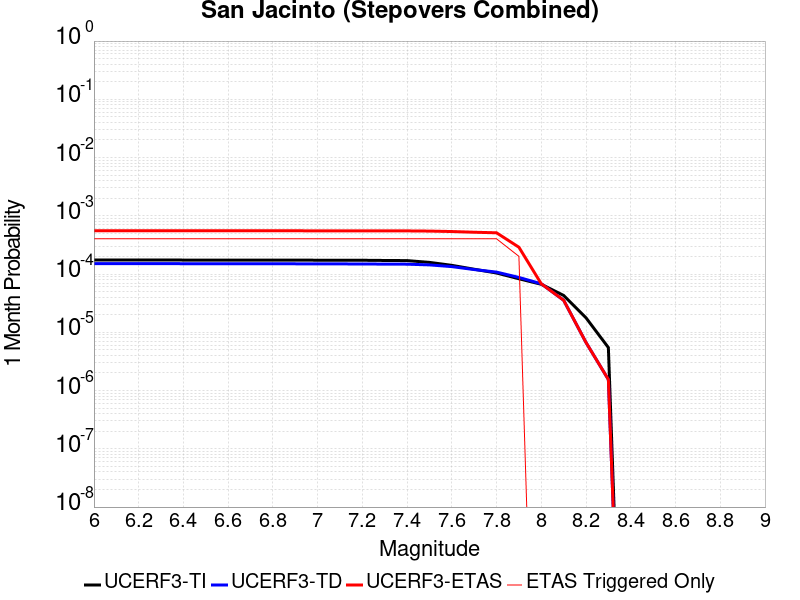 San Jacinto (Stepovers Combined)
10^0
10^-1
10^-2
10^-3
10^-4
10^-5
10^-6
10^-7
10^-8
1 Month Probability
6 6.2 6.4 6.6 6.8 7 7.2 7.4 7.6 7.8 8 8.2 8.4 8.6 8.8 9
Magnitude
UCERF3-TI UCERF3-TD UCERF3-ETAS ETAS Triggered Only